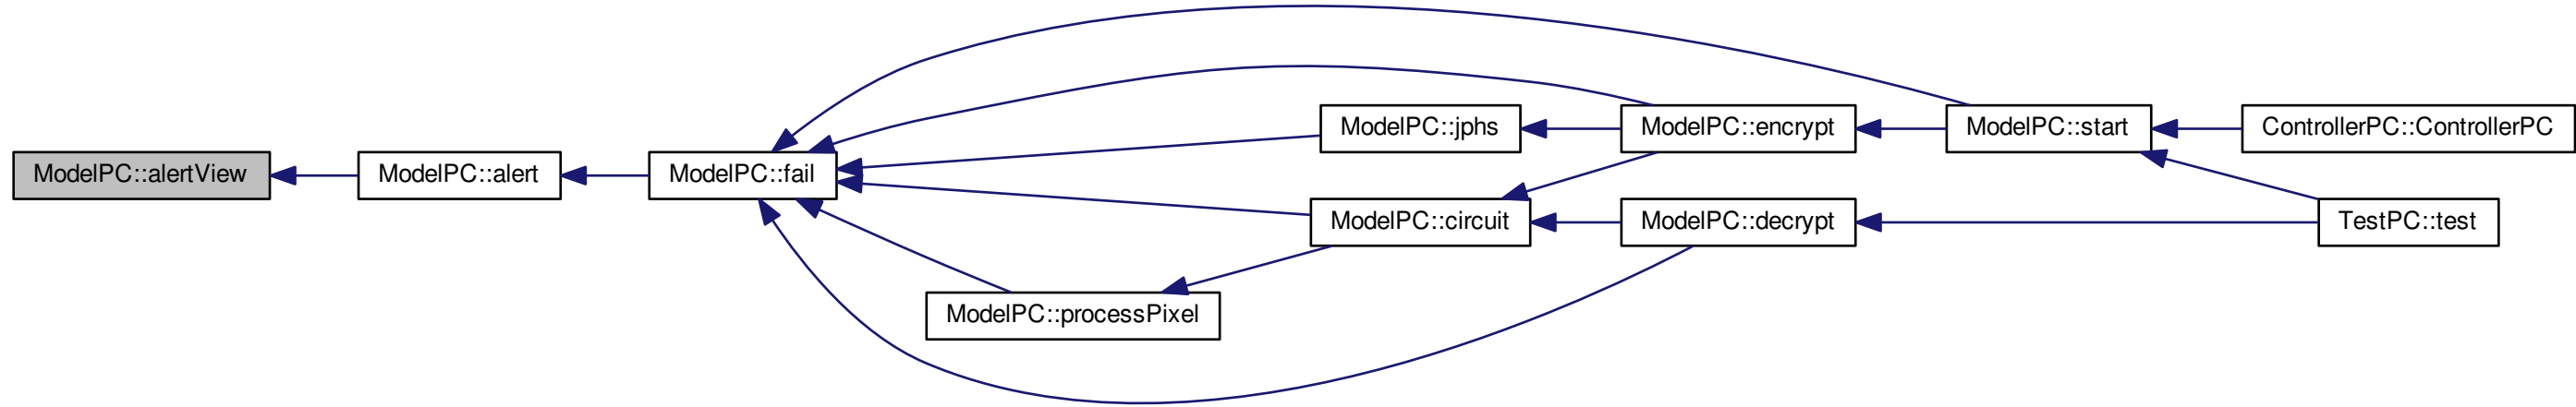 ModelPC::alertView
ModelPC::alert
ModelPC::fail
ModelPC::jphs
ModelPC::encrypt
ModelPC::start
ControllerPC::ControllerPC
ModelPC::circuit
ModelPC::decrypt
TestPC::test
ModelPC::processPixel